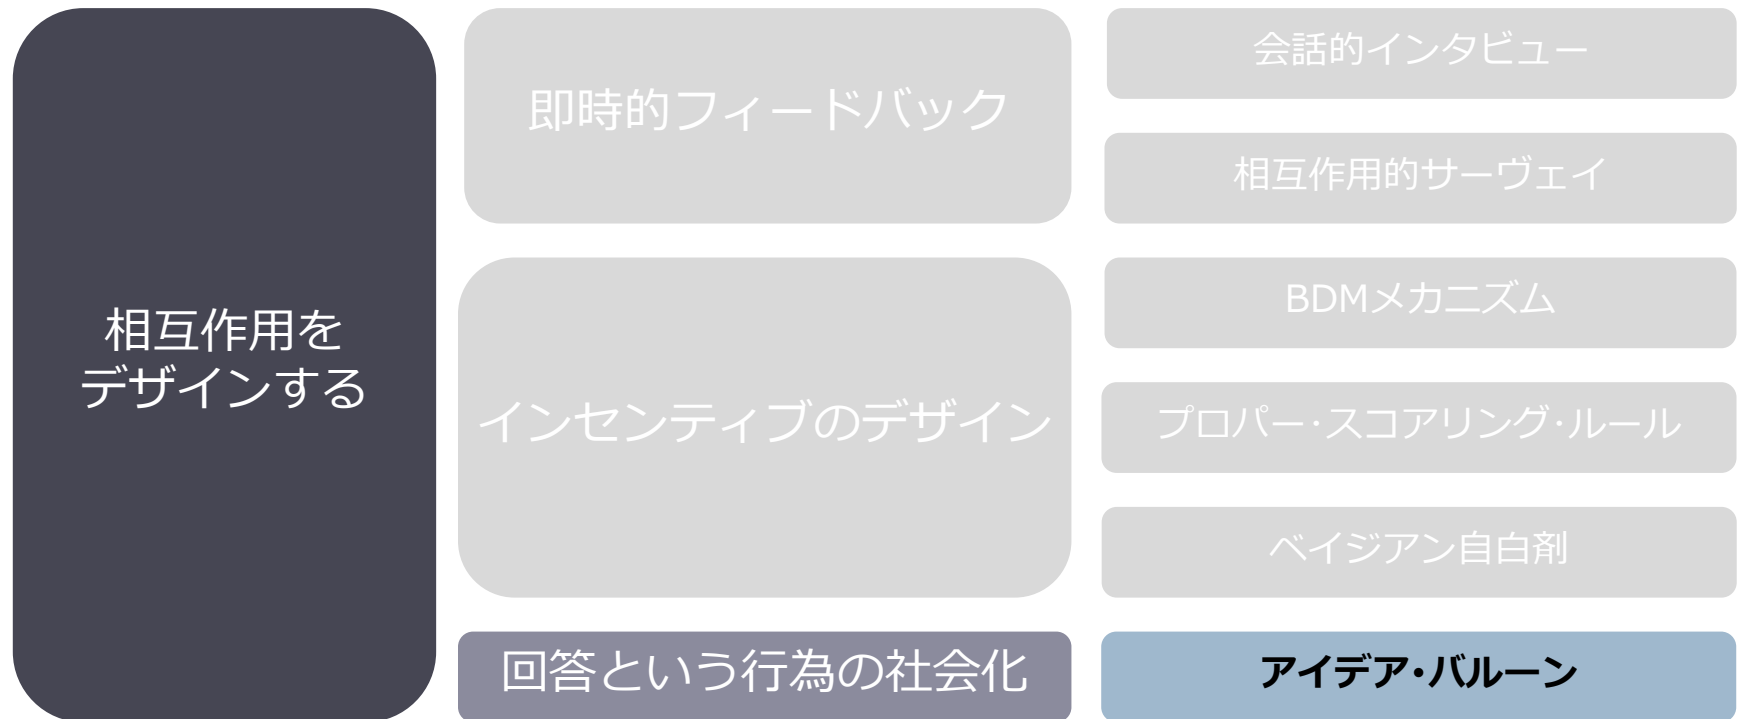 相互作用を
デザインする
即時的フィードバック
会話的インタビュー
相互作用的サーヴェイ
インセンティブのデザイン
BDMメカニズム
プロパー・スコアリング・ルール
ベイジアン自白剤
回答という行為の社会化
アイデア・バルーン